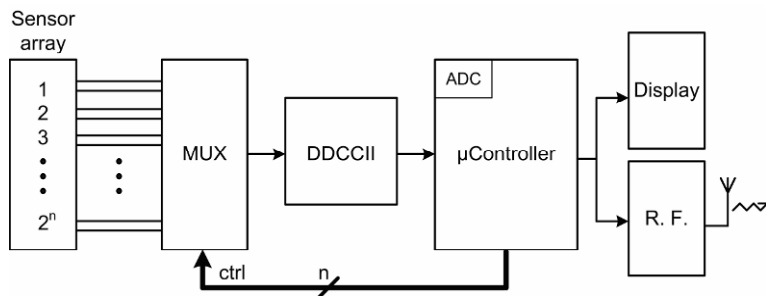 Sensor
array
1
2
3
2ⁿ
MUX
DDCCII
ADC
µController
Display
R. F.
ctrl
n